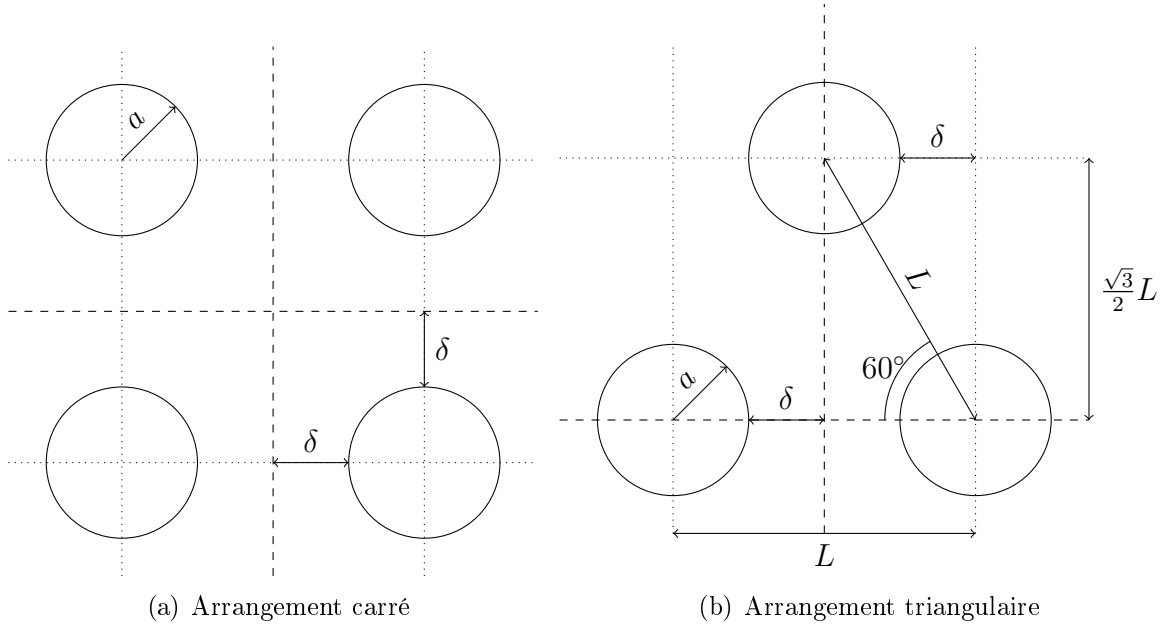 a
δ
δ
(a) Arrangement carré
δ
L
√3/2 L
60°
a
δ
L
(b) Arrangement triangulaire